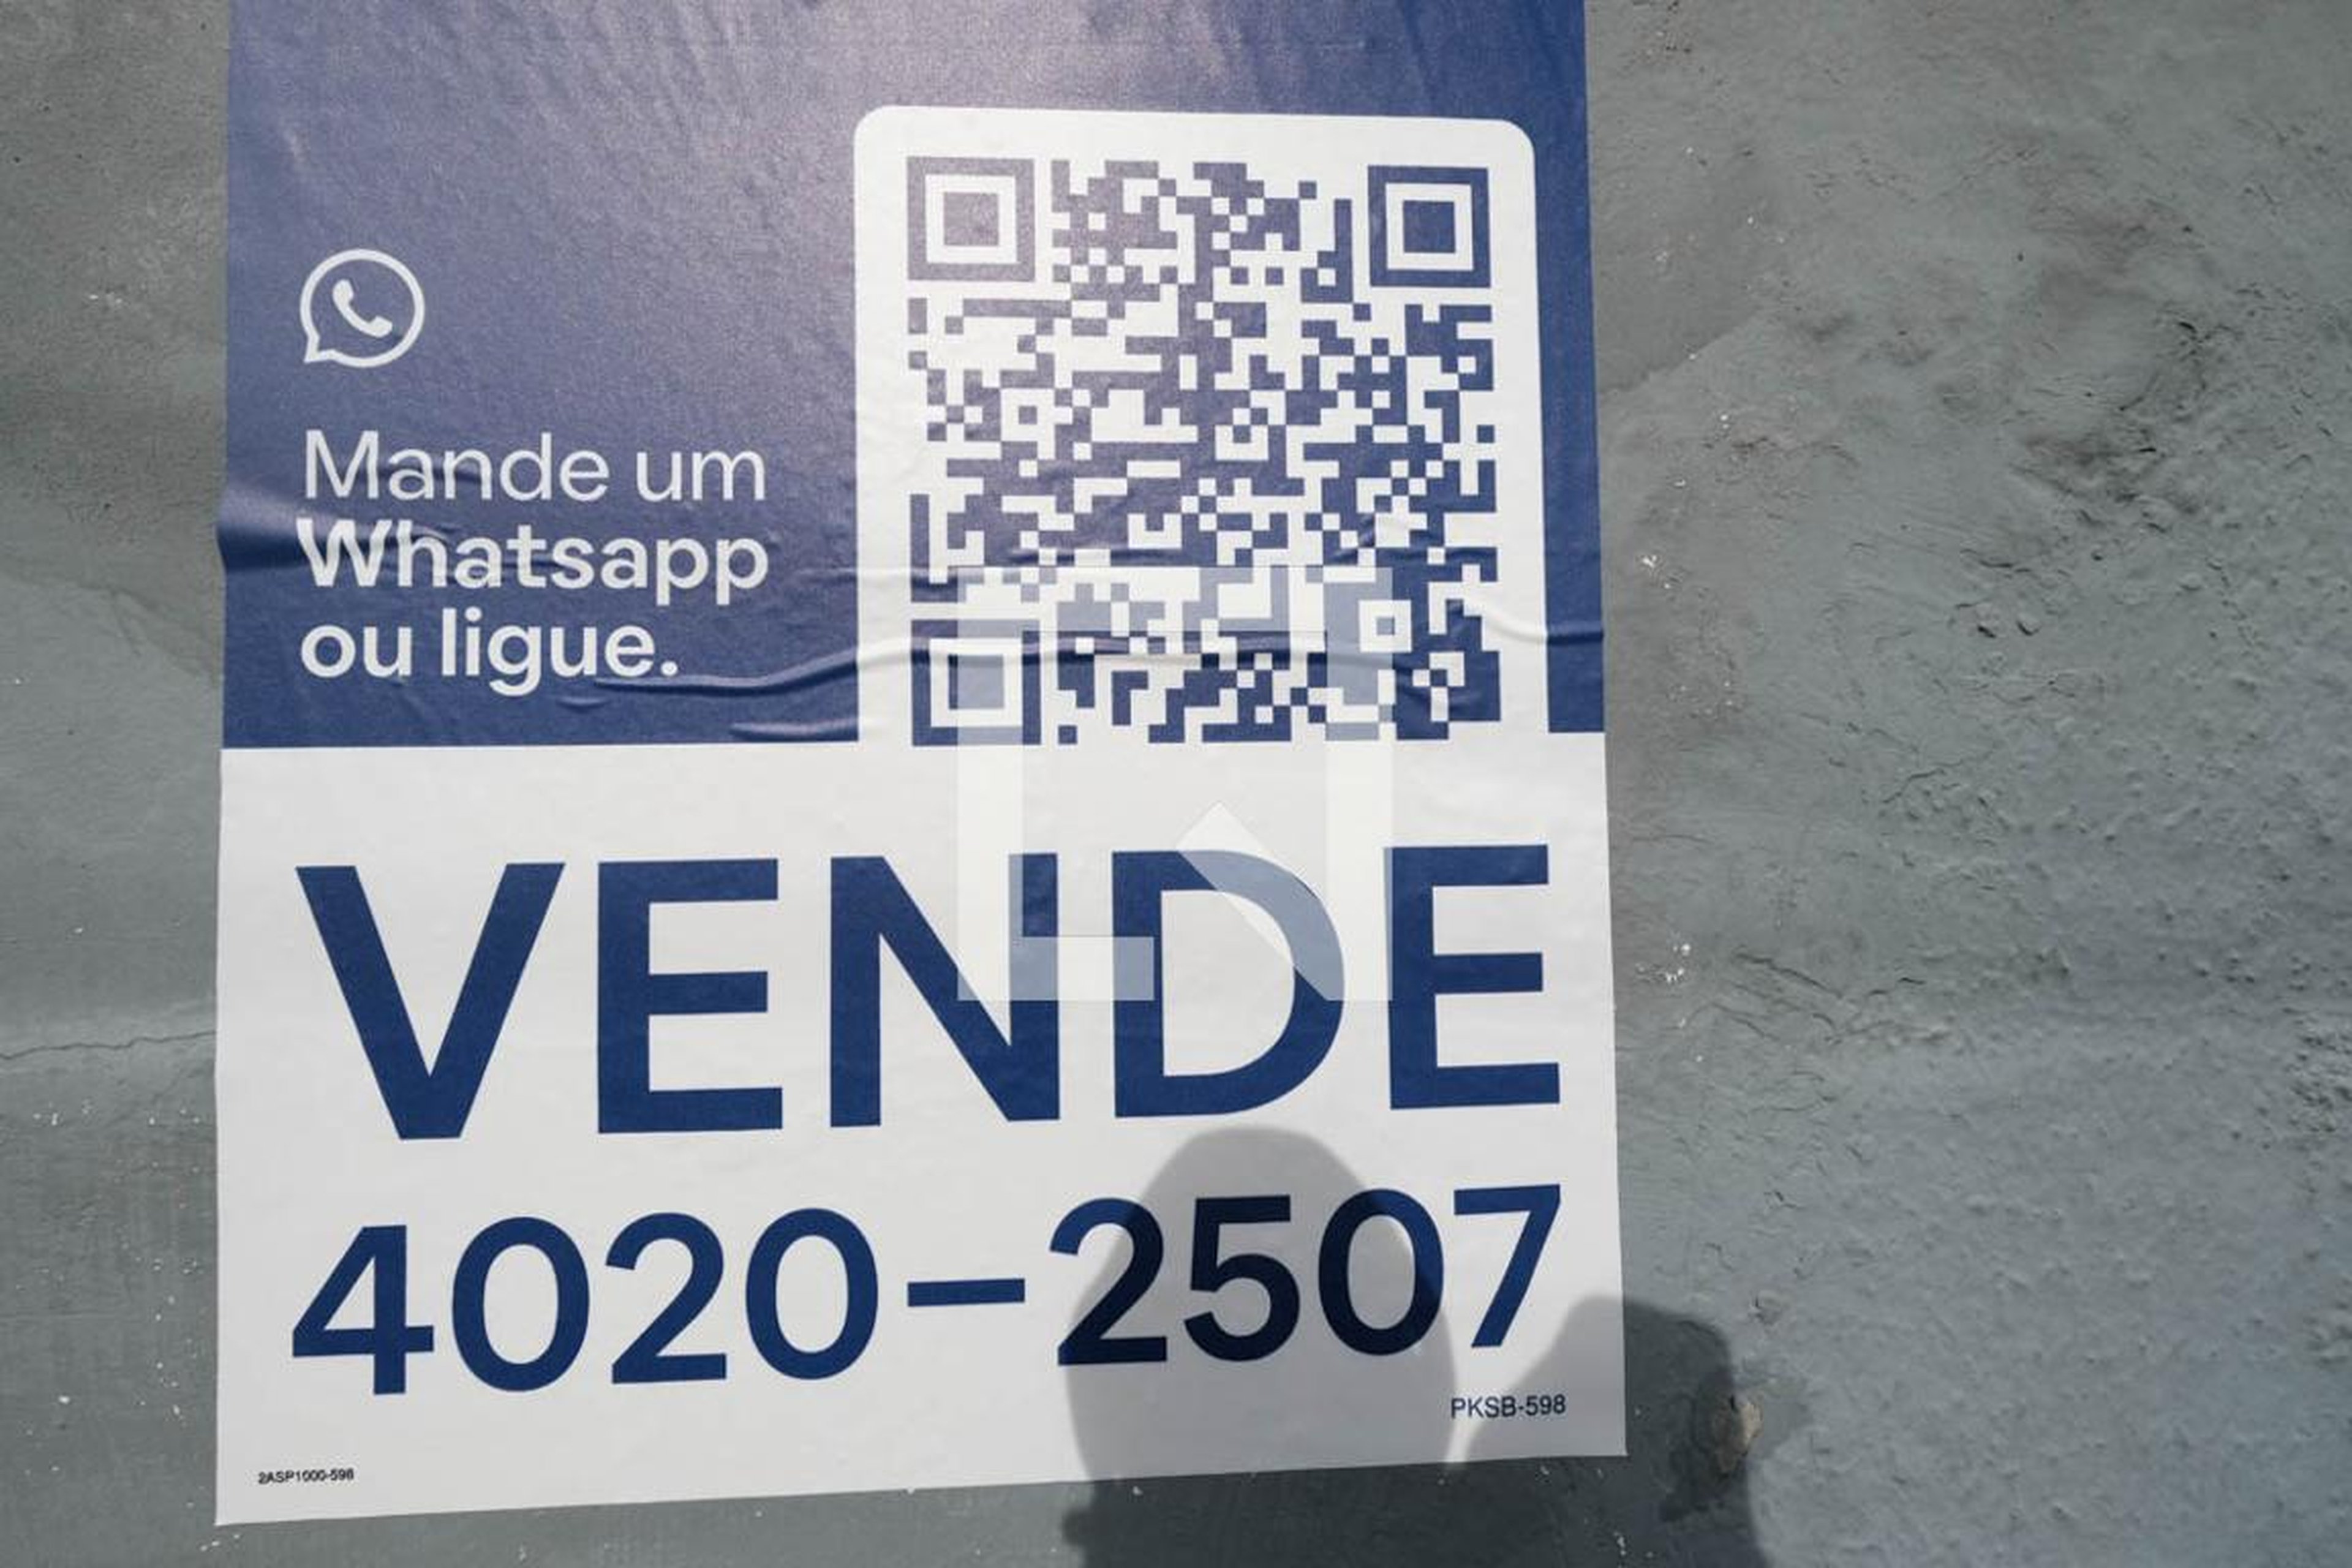 Mande um
Whatsapp
ou ligue.
VENDE
4020-2507
PKSB-598
2ASP1000-598